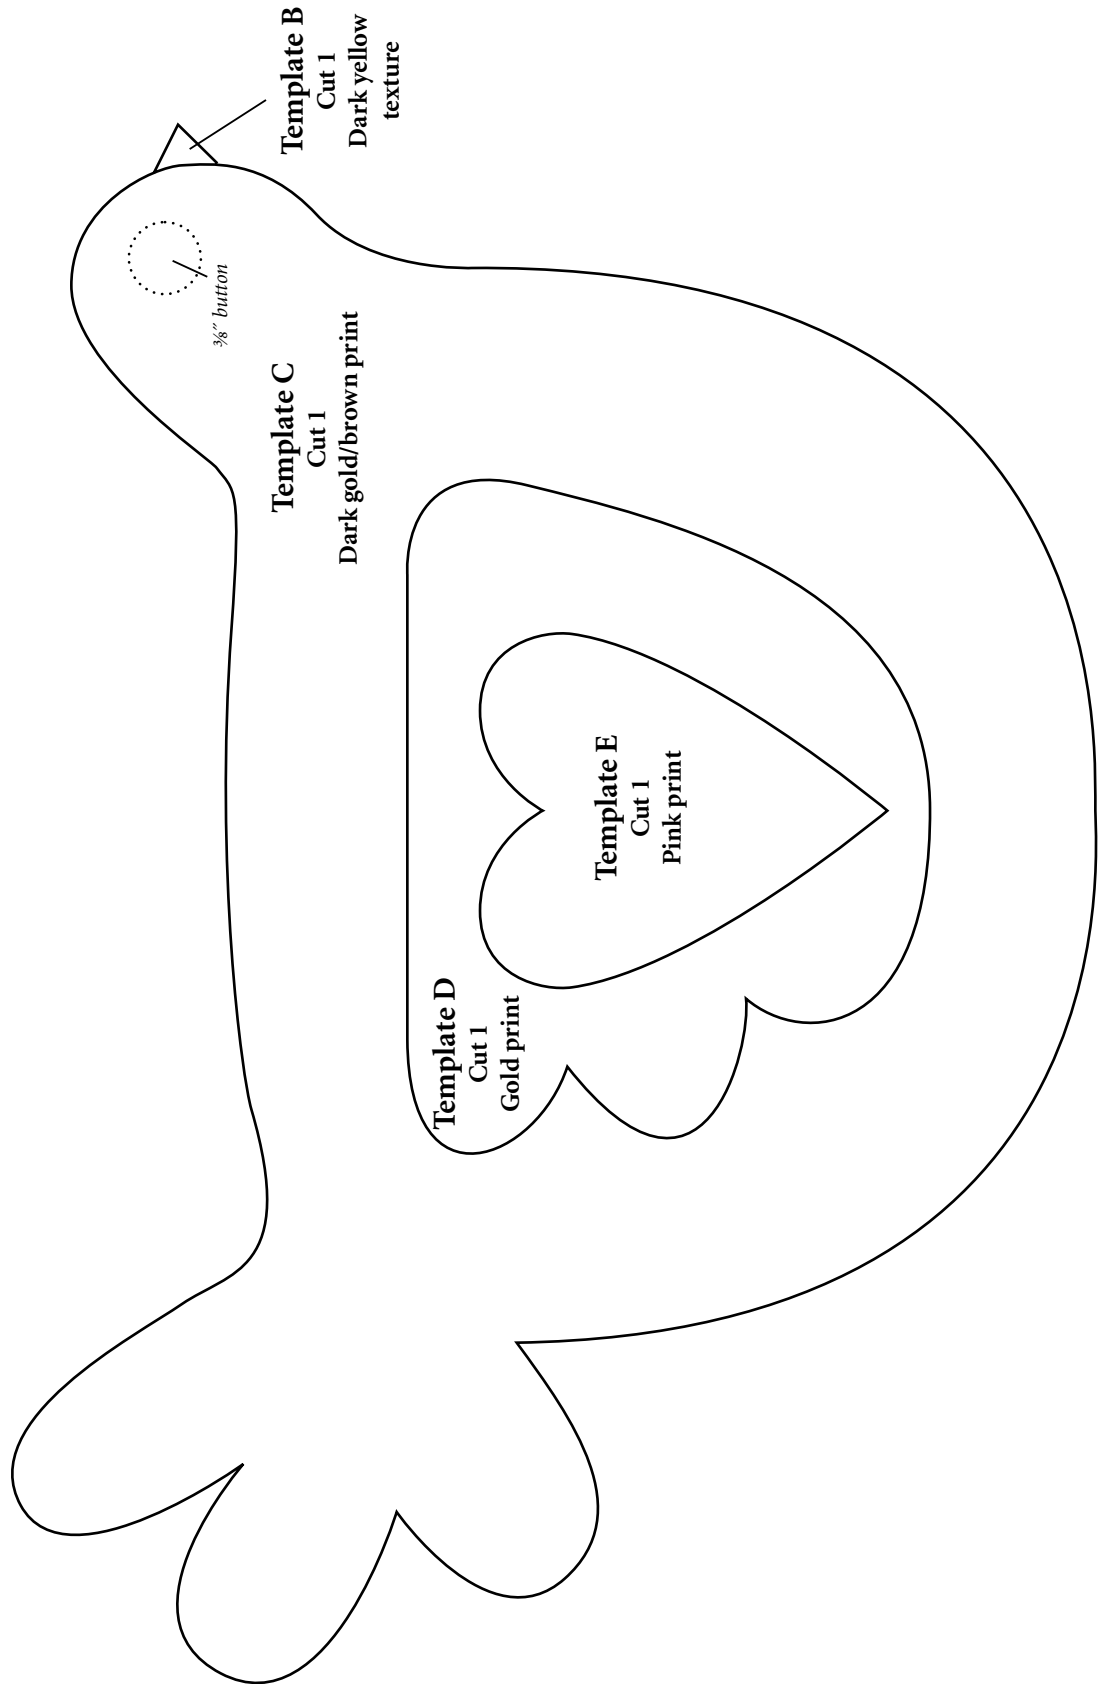 Template B
Cut 1
Dark yellow
texture
⅜″ button
Template C
Cut 1
Dark gold/brown print
Template E
Cut 1
Pink print
Template D
Cut 1
Gold print